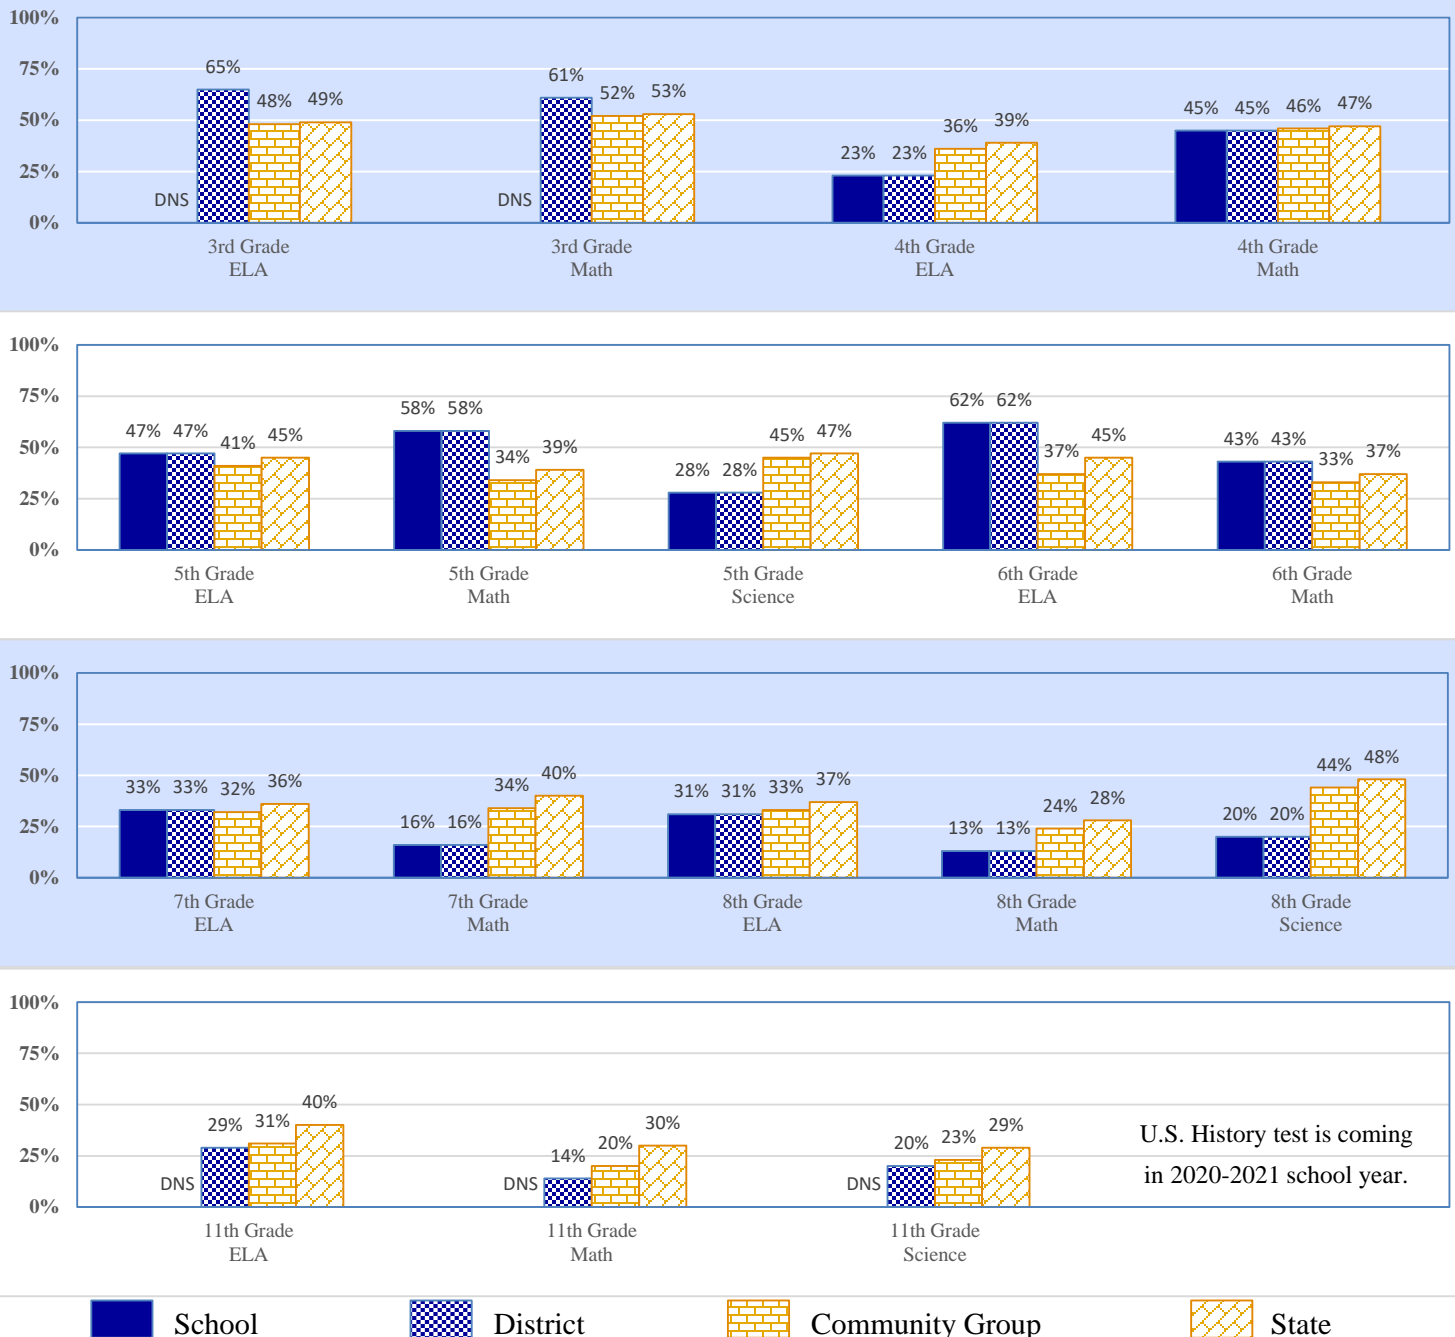 100%
75%
50%
25%
0%
DNS 65% 48% 49%
DNS 61% 52% 53%
23% 23% 36% 39%
45% 45% 46% 47%
3rd Grade
ELA
3rd Grade
Math
4th Grade
ELA
4th Grade
Math
100%
75%
50%
25%
0%
47% 47% 41% 45%
58% 58% 34% 39%
28% 28% 45% 47%
62% 62% 37% 45%
43% 43% 33% 37%
5th Grade
ELA
5th Grade
Math
5th Grade
Science
6th Grade
ELA
6th Grade
Math
100%
75%
50%
25%
0%
33% 33% 32% 36%
16% 16% 34% 40%
31% 31% 33% 37%
13% 13% 24% 28%
20% 20% 44% 48%
7th Grade
ELA
7th Grade
Math
8th Grade
ELA
8th Grade
Math
8th Grade
Science
100%
75%
50%
25%
0%
DNS 29% 31% 40%
DNS 14% 20% 30%
DNS 20% 23% 29%
U.S. History test is coming
in 2020-2021 school year.
11th Grade
ELA
11th Grade
Math
11th Grade
Science
School District Community Group State